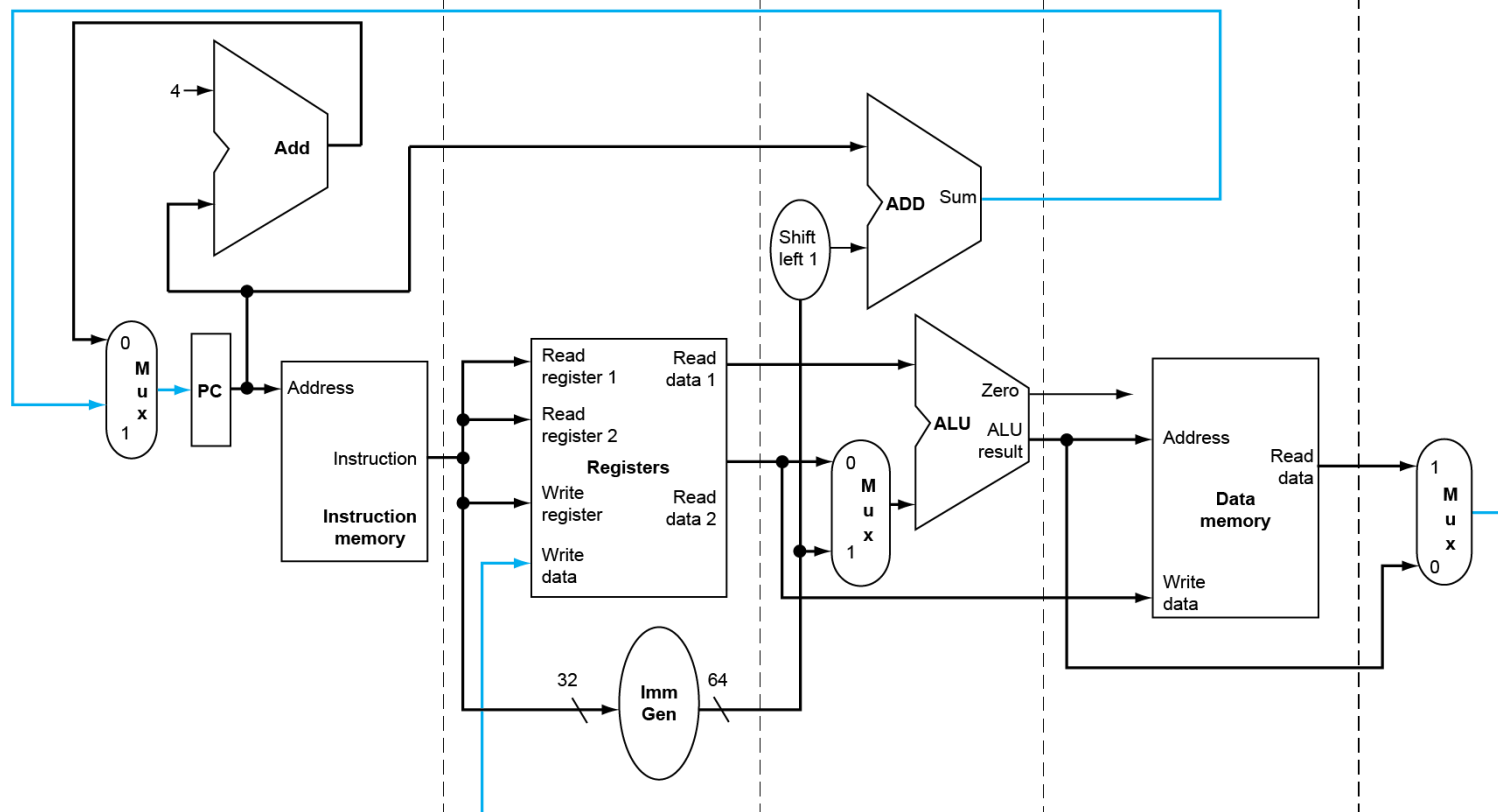 4
Add
ADD
Sum
Shift
left 1
0
M
u
x
1
PC
Address
Instruction
Instruction
memory
Read
register 1
Read
register 2
Write
register
Write
data
Registers
Read
data 1
Read
data 2
32
Imm
Gen
64
0
M
u
x
1
Zero
ALU
ALU
result
Address
Read
data
Data
memory
Write
data
1
M
u
x
0